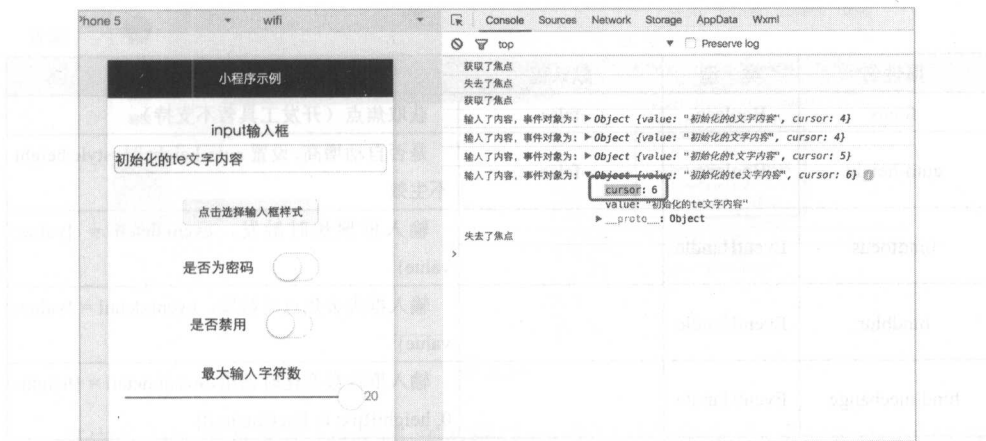 Phone 5 wifi
Console Sources Network Storage AppData Wxml
top Preserve log
小程序示例
input输入框
初始化的te文字内容
点击选择输入框样式
是否为密码
是否禁用
最大输入字符数
20
获取了焦点
失去了焦点
获取了焦点
输入了内容，事件对象为： ▶Object {value: "初始化的d文字内容", cursor: 4}
输入了内容，事件对象为： ▶Object {value: "初始化的文字内容", cursor: 4}
输入了内容，事件对象为： ▶Object {value: "初始化的t文字内容", cursor: 5}
输入了内容，事件对象为： ▼Object {value: "初始化的te文字内容", cursor: 6}
cursor: 6
value: "初始化的te文字内容"
▶ __proto__: Object
失去了焦点
>